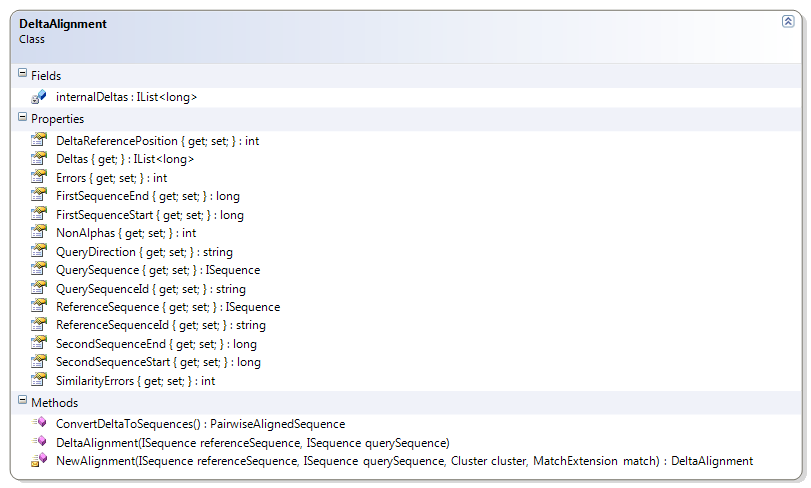 DeltaAlignment
Class
Fields
internalDeltas : IList<long>
Properties
DeltaReferencePosition { get; set; } : int
Deltas { get; } : IList<long>
Errors { get; set; } : int
FirstSequenceEnd { get; set; } : long
FirstSequenceStart { get; set; } : long
NonAlphas { get; set; } : int
QueryDirection { get; set; } : string
QuerySequence { get; set; } : ISequence
QuerySequenceId { get; set; } : string
ReferenceSequence { get; set; } : ISequence
ReferenceSequenceId { get; set; } : string
SecondSequenceEnd { get; set; } : long
SecondSequenceStart { get; set; } : long
SimilarityErrors { get; set; } : int
Methods
ConvertDeltaToSequences() : PairwiseAlignedSequence
DeltaAlignment(ISequence referenceSequence, ISequence querySequence)
NewAlignment(ISequence referenceSequence, ISequence querySequence, Cluster cluster, MatchExtension match) : DeltaAlignment